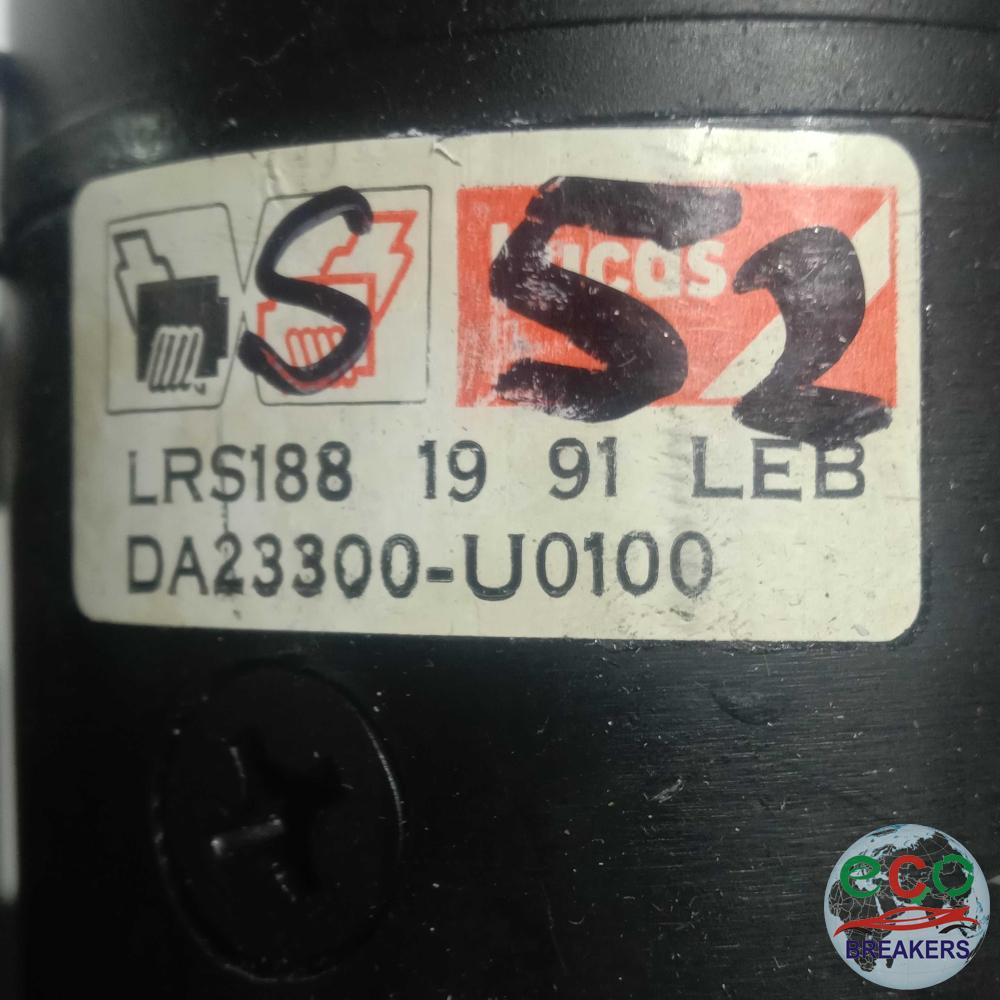 S
Lucas
52
LRS188 19 91 LEB
DA23300-U0100
eco
BREAKERS